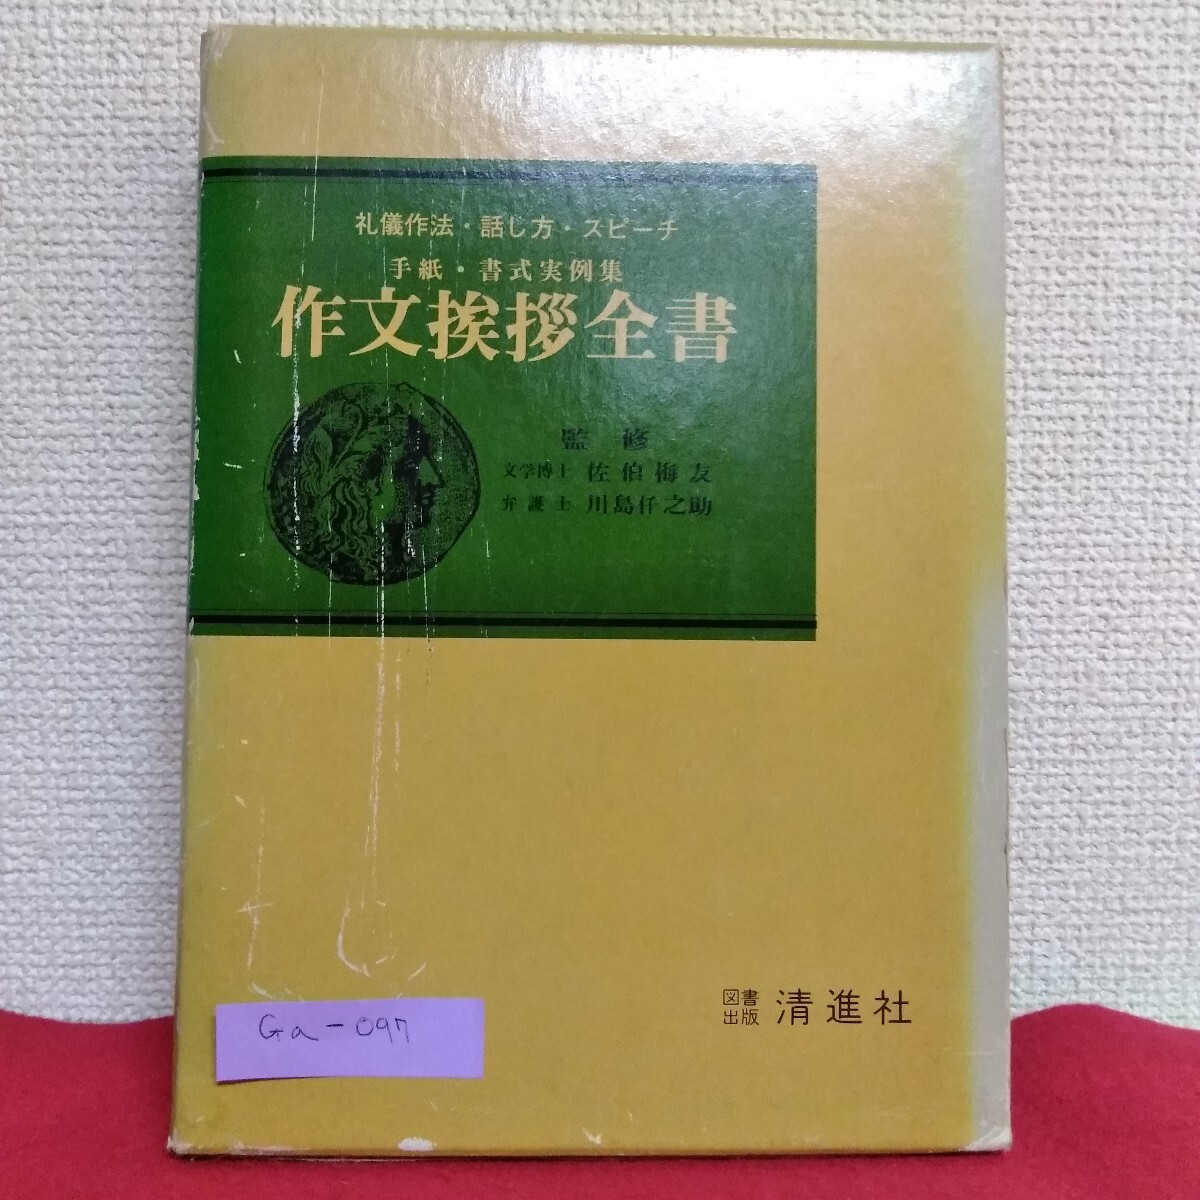 礼儀作法・話し方・スピーチ
手紙・書式実例集
作文挨拶全書
監修
文学博士 佐伯梅友
弁護士 川島仟之助
図書出版 清進社
Ga-097